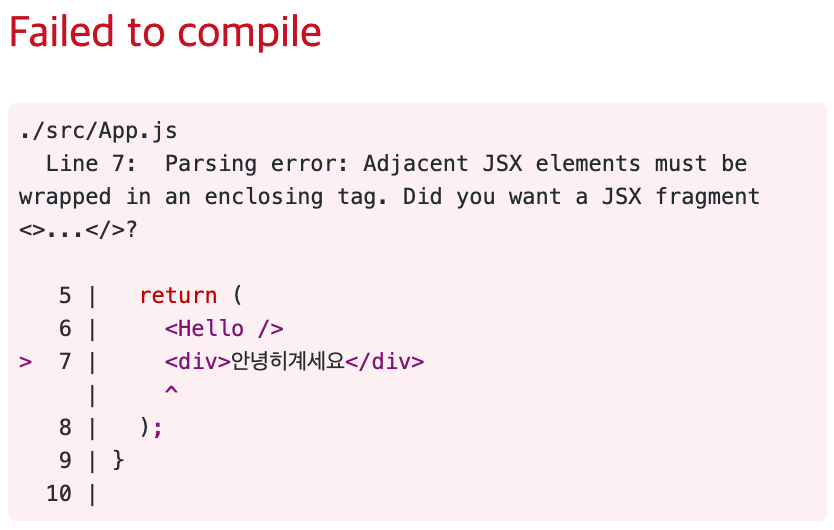 Failed to compile
./src/App.js
  Line 7:  Parsing error: Adjacent JSX elements must be
wrapped in an enclosing tag. Did you want a JSX fragment
<>...</>?
   5 |   return (
   6 |     <Hello />
>  7 |     <div>안녕히계세요</div>
     |     ^
   8 |   );
   9 | }
  10 |